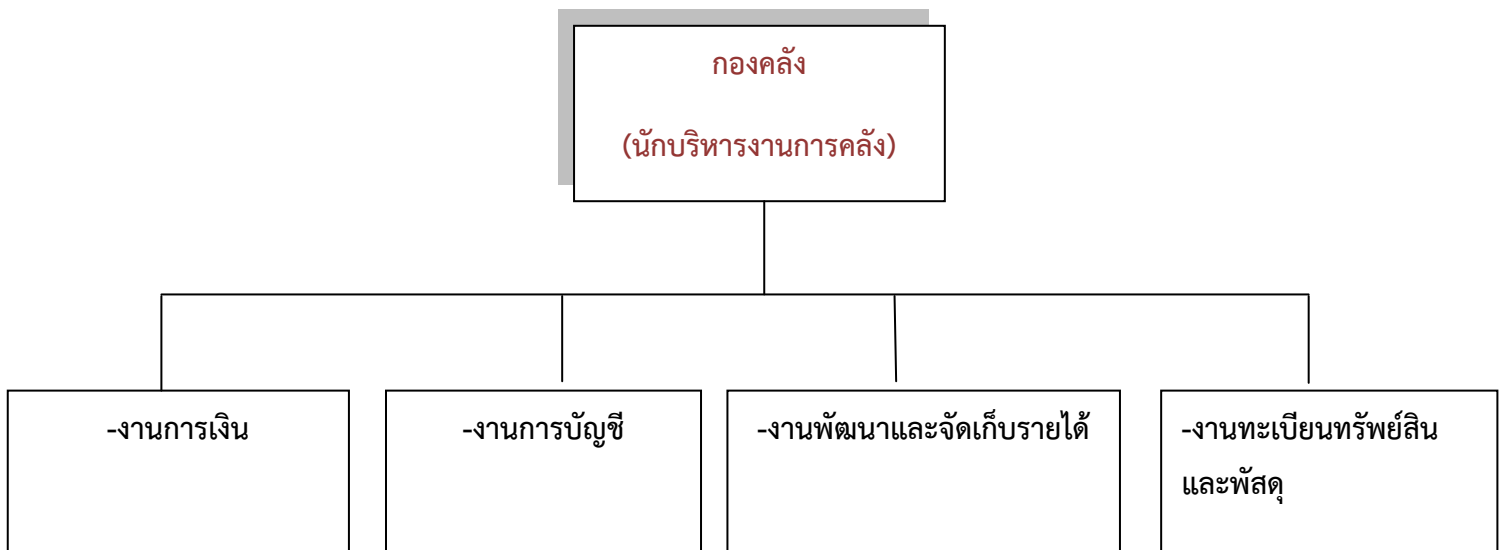 กองคลัง
(นักบริหารงานการคลัง)
-งานการเงิน
-งานการบัญชี
-งานพัฒนาและจัดเก็บรายได้
-งานทะเบียนทรัพย์สิน
และพัสดุ